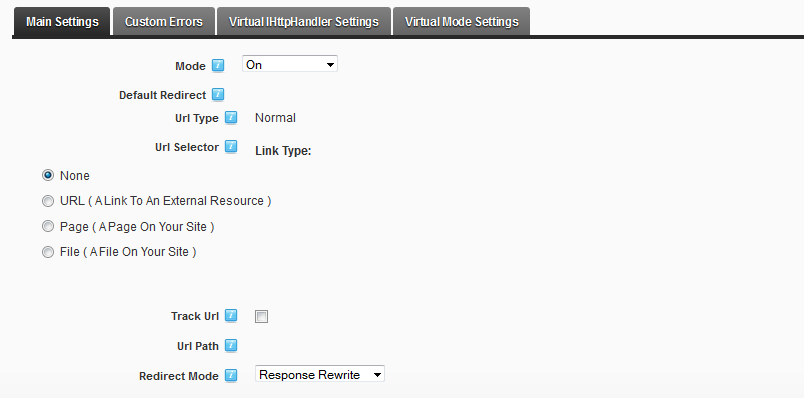 Main Settings Custom Errors Virtual IHttpHandler Settings Virtual Mode Settings
Mode i On
Default Redirect i
Url Type i Normal
Url Selector i Link Type:
None
URL ( A Link To An External Resource )
Page ( A Page On Your Site )
File ( A File On Your Site )
Track Url i
Url Path i
Redirect Mode i Response Rewrite